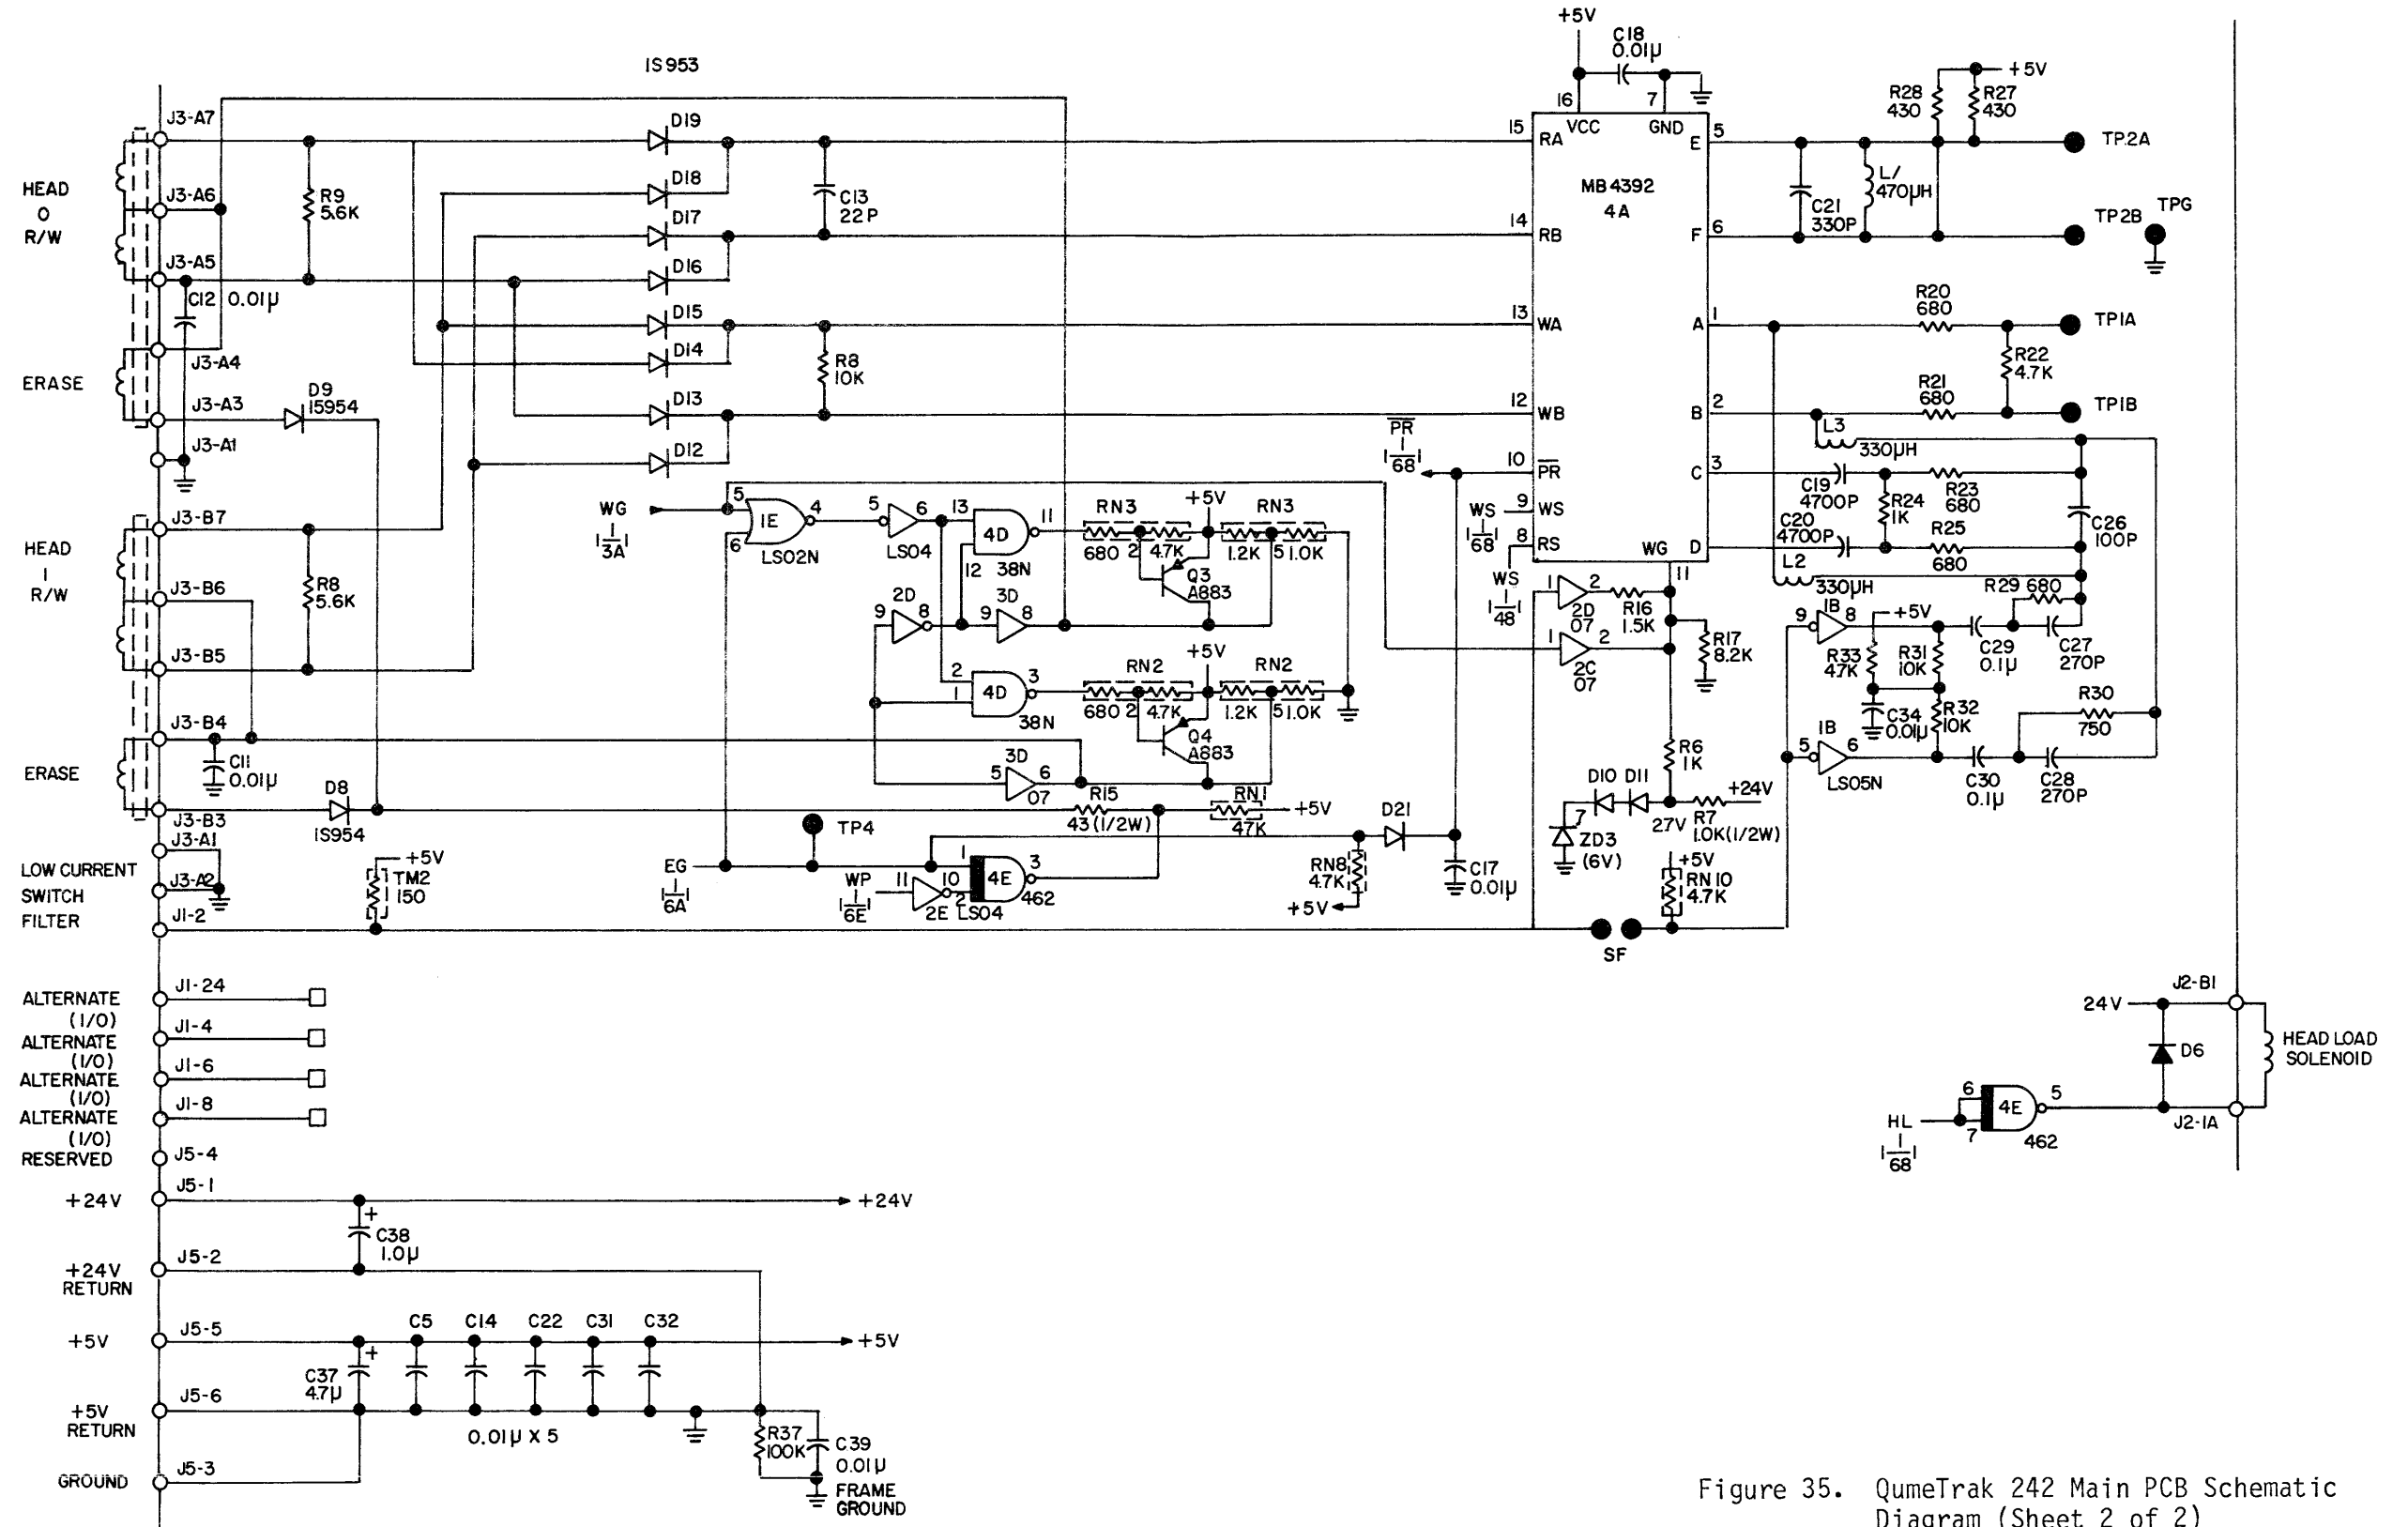 +5V
C18
0.01µ
IS953
J3-A7
D19
16
7
VCC
GND
15
RA
E
5
R28
430
R27
430
+5V
TP.2A
HEAD
0
R/W
J3-A6
R9
5.6K
D18
D17
C13
22P
MB4392
4A
C21
330P
L/
470µH
14
RB
F
6
TP2B
TPG
J3-A5
C12
0.01µ
D16
D15
13
WA
A
1
R20
680
TP1A
J3-A4
D14
R8
10K
R22
4.7K
ERASE
D9
15954
J3-A3
D13
12
WB
B
2
R21
680
TP1B
J3-A1
D12
PR
1
68
10
PR
L3
330µH
C
3
C19
4700P
R24
1K
R23
680
WG
1
3A
5
6
1E
4
LS02N
5
6
LS04
13
12
4D
11
38N
RN3
680
2
4.7K
+5V
RN3
1.2K
5
1.0K
WS
1
68
9
WS
8
RS
WG
11
D
C20
4700P
R25
680
C26
100P
J3-B7
HEAD
1
R/W
R8
5.6K
J3-B6
J3-B5
Q3
A883
2D
9
8
3D
9
8
WS
1
48
1
2
2D
07
R16
1.5K
L2
330µH
R29
680
1B
9
8
+5V
R33
4.7K
R31
10K
C29
0.1µ
C27
270P
1
2
2C
07
R17
8.2K
2
1
4D
3
38N
RN2
680
2
4.7K
+5V
RN2
1.2K
5
1.0K
Q4
A883
C34
0.01µ
R32
10K
R30
750
J3-B4
C11
0.01µ
ERASE
3D
5
6
07
1B
5
6
LS05N
C30
0.1µ
C28
270P
R6
1K
D10
D11
+24V
27V
R7
1.0K(1/2W)
7
ZD3
(6V)
D8
IS954
J3-B3
R15
43(1/2W)
RN1
47K
+5V
TP4
D21
J3-A1
LOW CURRENT
SWITCH
FILTER
J3-A2
J1-2
+5V
TM2
150
EG
1
6A
WP
1
6E
11
10
2E
LS04
1
2
4E
3
462
RN8
4.7K
+5V
C17
0.01µ
+5V
RN10
4.7K
SF
ALTERNATE
(I/O)
J1-24
ALTERNATE
(I/O)
J1-4
ALTERNATE
(I/O)
J1-6
ALTERNATE
(I/O)
J1-8
RESERVED
J5-4
J2-B1
24V
D6
HEAD LOAD
SOLENOID
HL
1
68
6
7
4E
5
462
J2-1A
+24V
J5-1
+24V
C38
1.0µ
+
+24V
RETURN
J5-2
+5V
J5-5
C5
C14
C22
C31
C32
+5V
+
C37
4.7µ
+5V
RETURN
J5-6
0.01µ X 5
R37
100K
C39
0.01µ
GROUND
J5-3
FRAME
GROUND
Figure 35. QumeTrak 242 Main PCB Schematic
Diagram (Sheet 2 of 2)